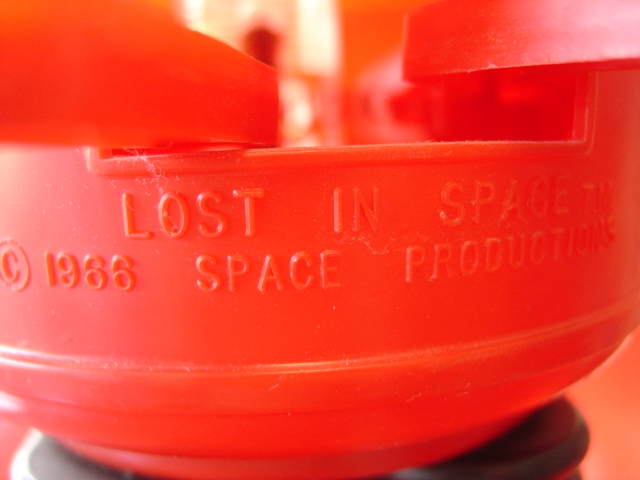 LOST IN SPACE TM
© 1966 SPACE PRODUCTIONS